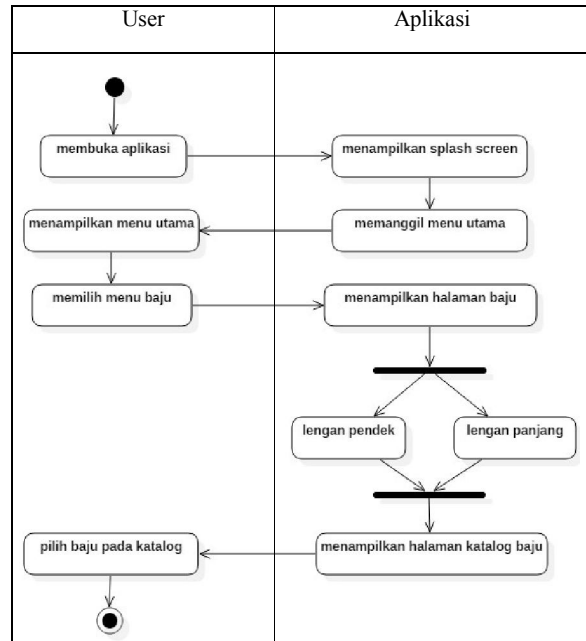 User
Aplikasi
membuka aplikasi
menampilkan splash screen
menampilkan menu utama
memanggil menu utama
memilih menu baju
menampilkan halaman baju
lengan pendek
lengan panjang
pilih baju pada katalog
menampilkan halaman katalog baju